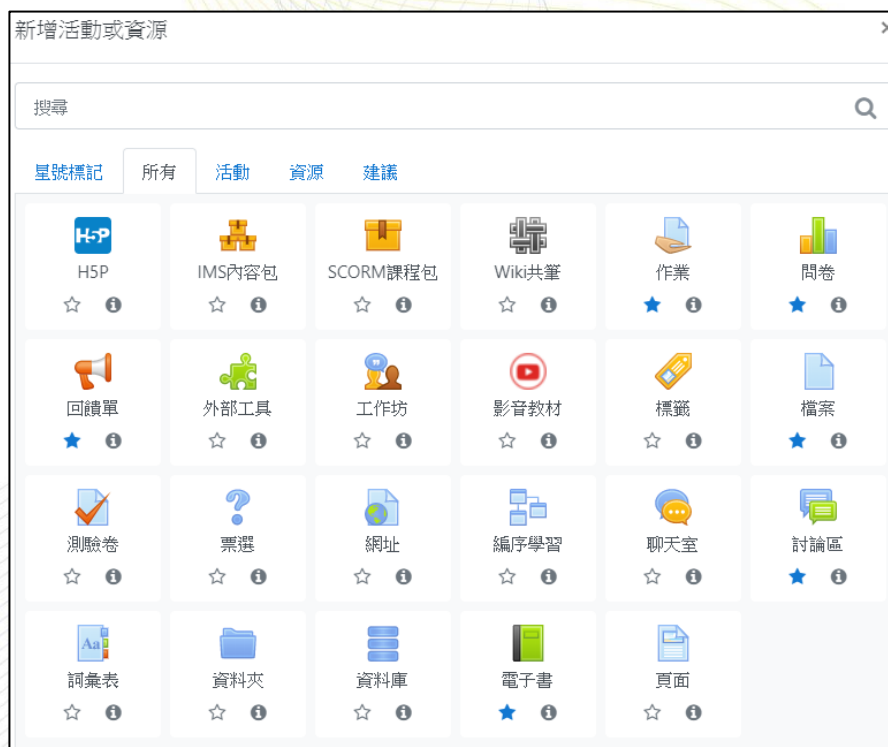 新增活動或資源
搜尋
星號標記 所有 活動 資源 建議
H5P
H5P IMS內容包 SCORM課程包 Wiki共筆 作業 問卷
回饋單 外部工具 工作坊 影音教材 標籤 檔案
測驗卷 票選 網址 編序學習 聊天室 討論區
Aa
詞彙表 資料夾 資料庫 電子書 頁面